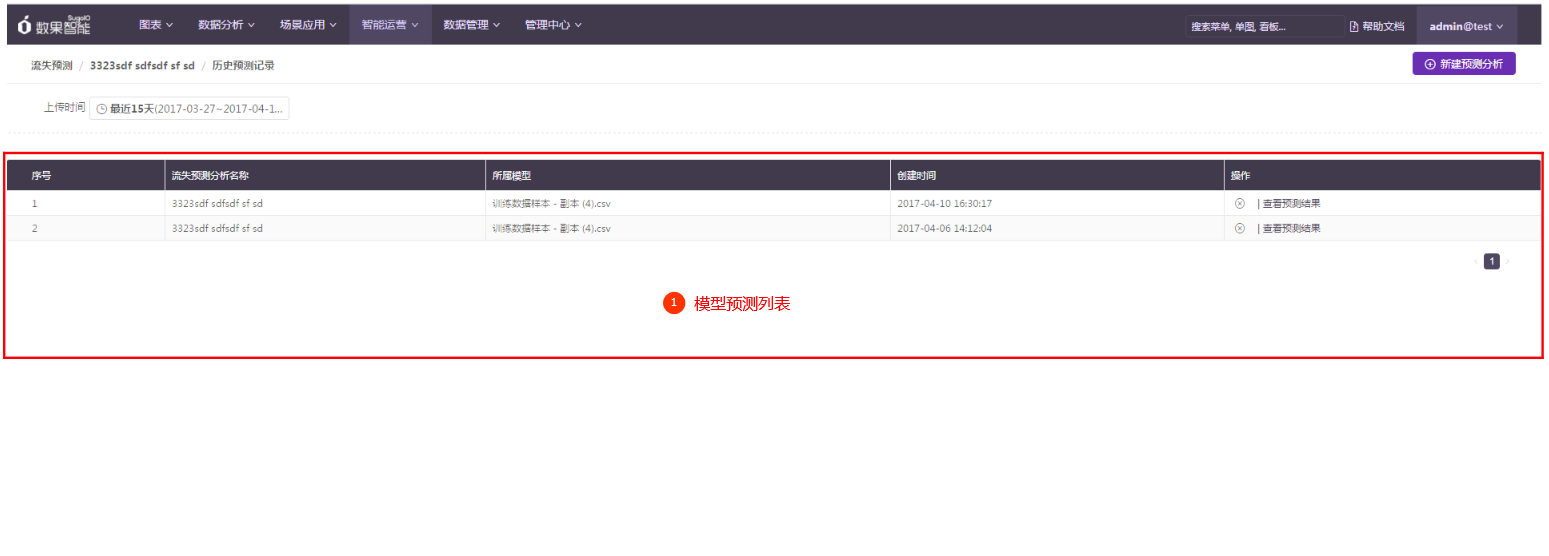 SugoIO
数果智能 图表 数据分析 场景应用 智能运营 数据管理 管理中心 搜索菜单, 单图, 看板... 帮助文档 admin@test
流失预测 / 3323sdf sdfsdf sf sd / 历史预测记录 新建预测分析
上传时间 最近15天(2017-03-27~2017-04-1...
序号 流失预测分析名称 所属模型 创建时间 操作
1 3323sdf sdfsdf sf sd 训练数据样本 - 副本 (4).csv 2017-04-10 16:30:17 | 查看预测结果
2 3323sdf sdfsdf sf sd 训练数据样本 - 副本 (4).csv 2017-04-06 14:12:04 | 查看预测结果
< 1 >
1 模型预测列表